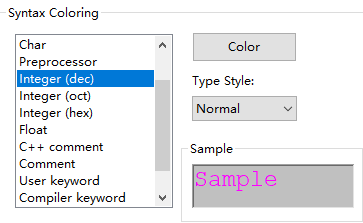 Syntax Coloring
Char
Preprocessor
Integer (dec)
Integer (oct)
Integer (hex)
Float
C++ comment
Comment
User keyword
Compiler keyword
Color
Type Style:
Normal
Sample
Sample